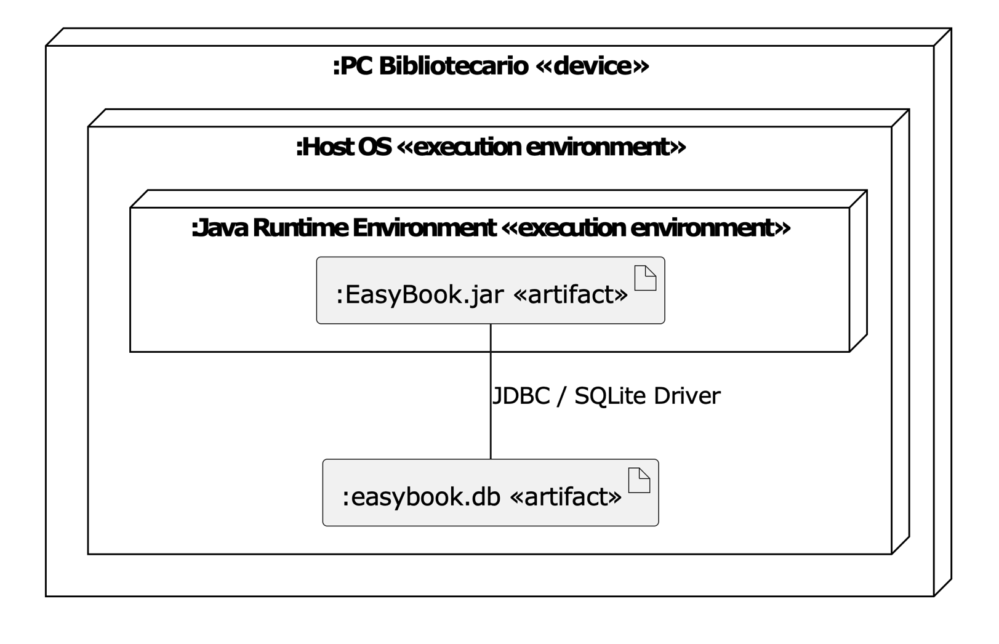 :PC Bibliotecario «device»
:Host OS «execution environment»
:Java Runtime Environment «execution environment»
:EasyBook.jar «artifact»
JDBC / SQLite Driver
:easybook.db «artifact»